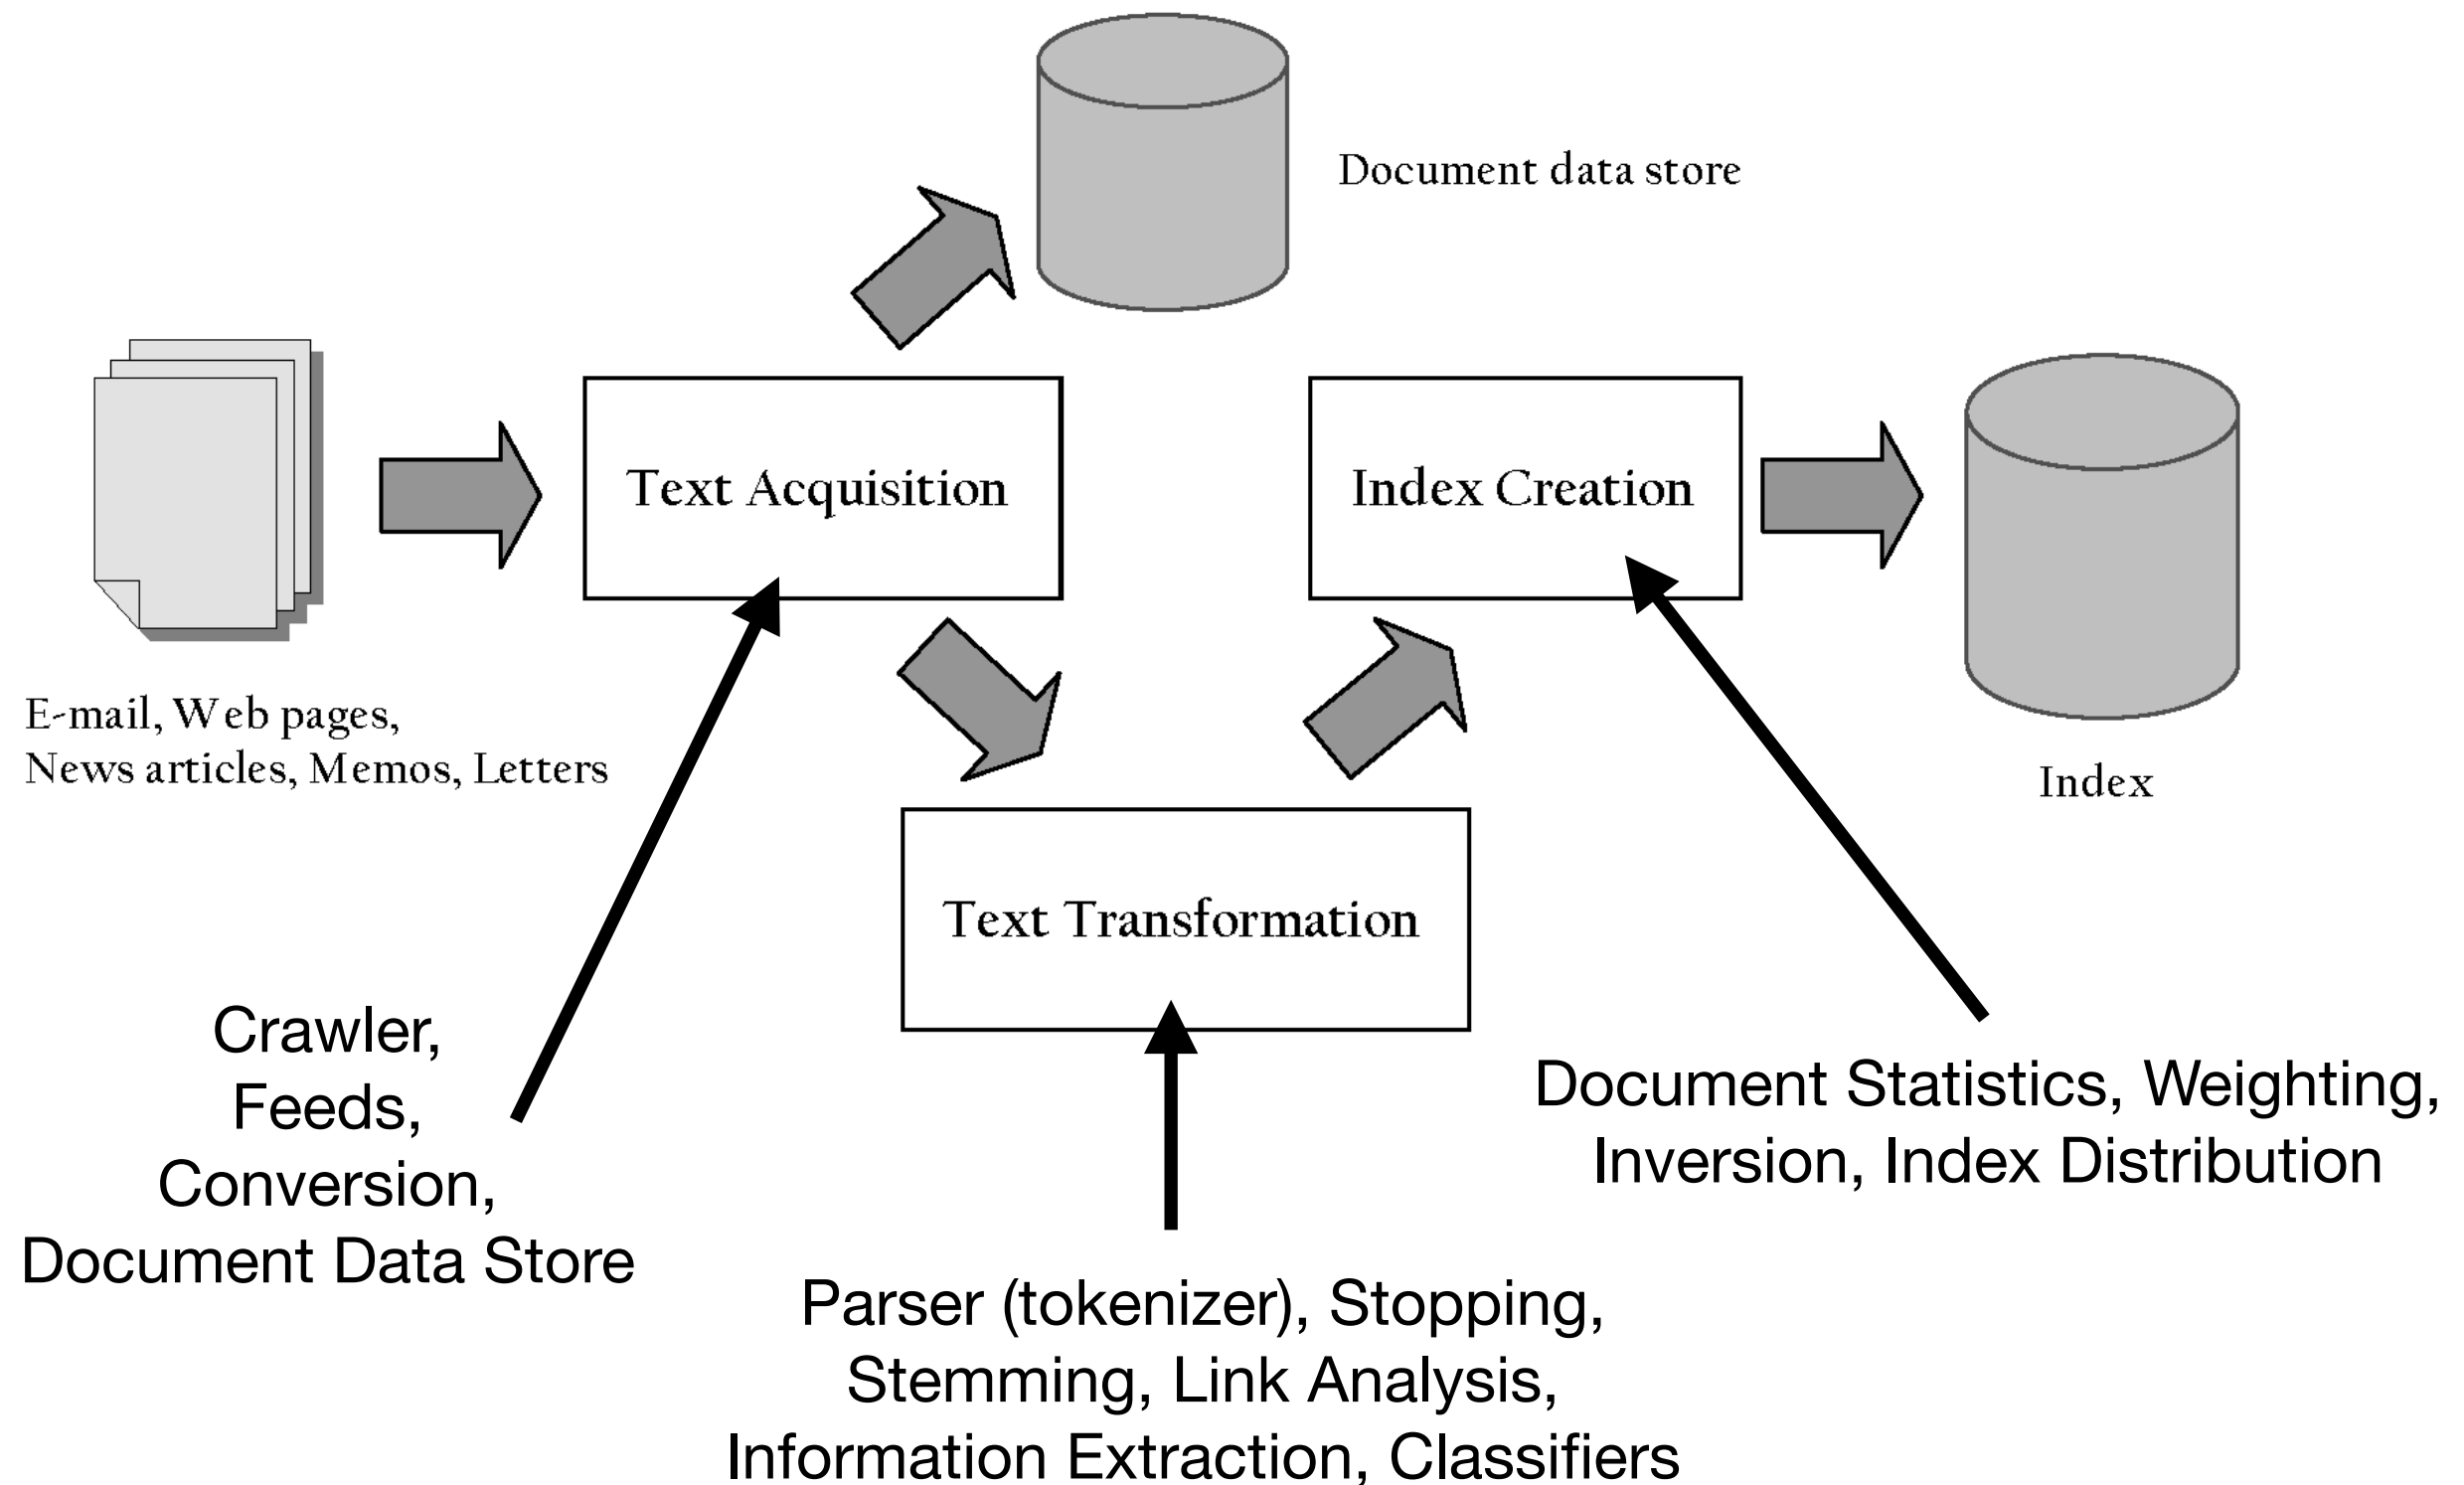 Document data store
Text Acquisition
Index Creation
E-mail, Web pages,
News articles, Memos, Letters
Index
Text Transformation
Crawler,
Feeds,
Conversion,
Document Data Store
Document Statistics, Weighting,
Inversion, Index Distribution
Parser (tokenizer), Stopping,
Stemming, Link Analysis,
Information Extraction, Classifiers